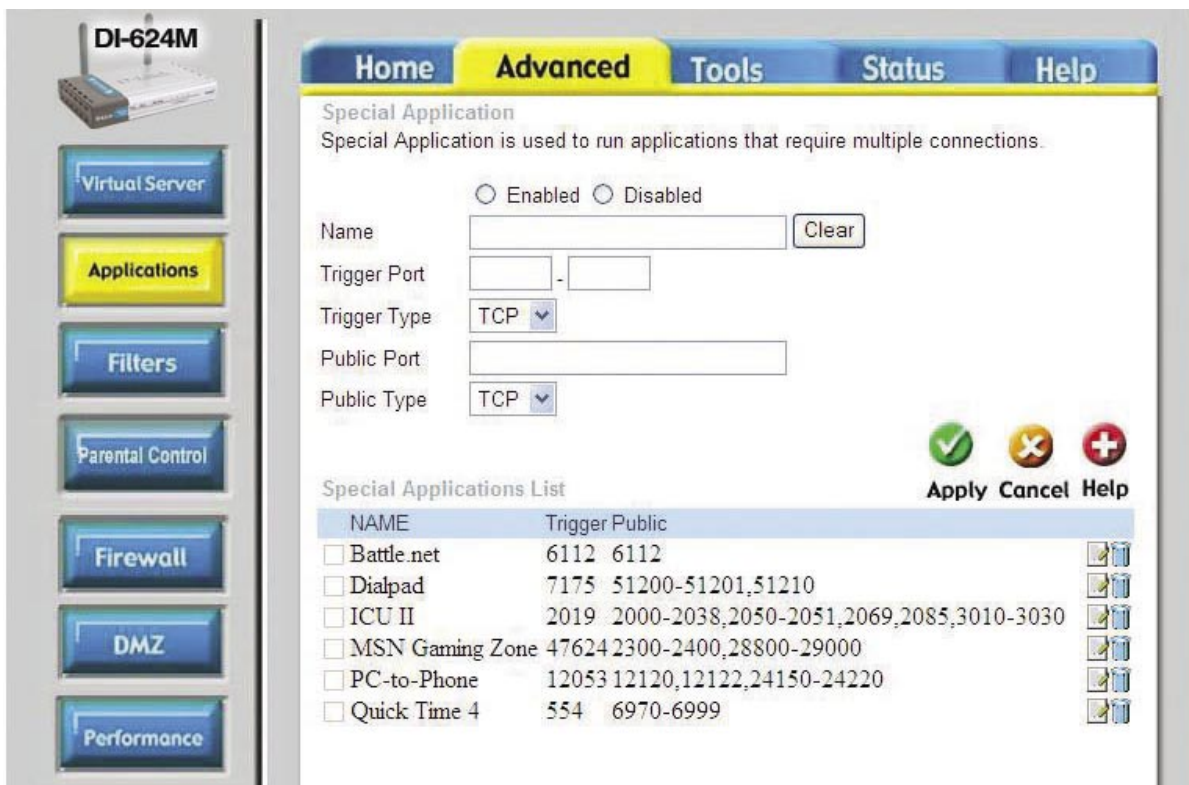 DI-624M
Home Advanced Tools Status Help
Virtual Server
Applications
Filters
Parental Control
Firewall
DMZ
Performance
Special Application
Special Application is used to run applications that require multiple connections.
Enabled Disabled
Name Clear
Trigger Port -
Trigger Type TCP
Public Port
Public Type TCP
Apply Cancel Help
Special Applications List
NAME Trigger Public
Battle.net 6112 6112
Dialpad 7175 51200-51201,51210
ICU II 2019 2000-2038,2050-2051,2069,2085,3010-3030
MSN Gaming Zone 47624 2300-2400,28800-29000
PC-to-Phone 12053 12120,12122,24150-24220
Quick Time 4 554 6970-6999